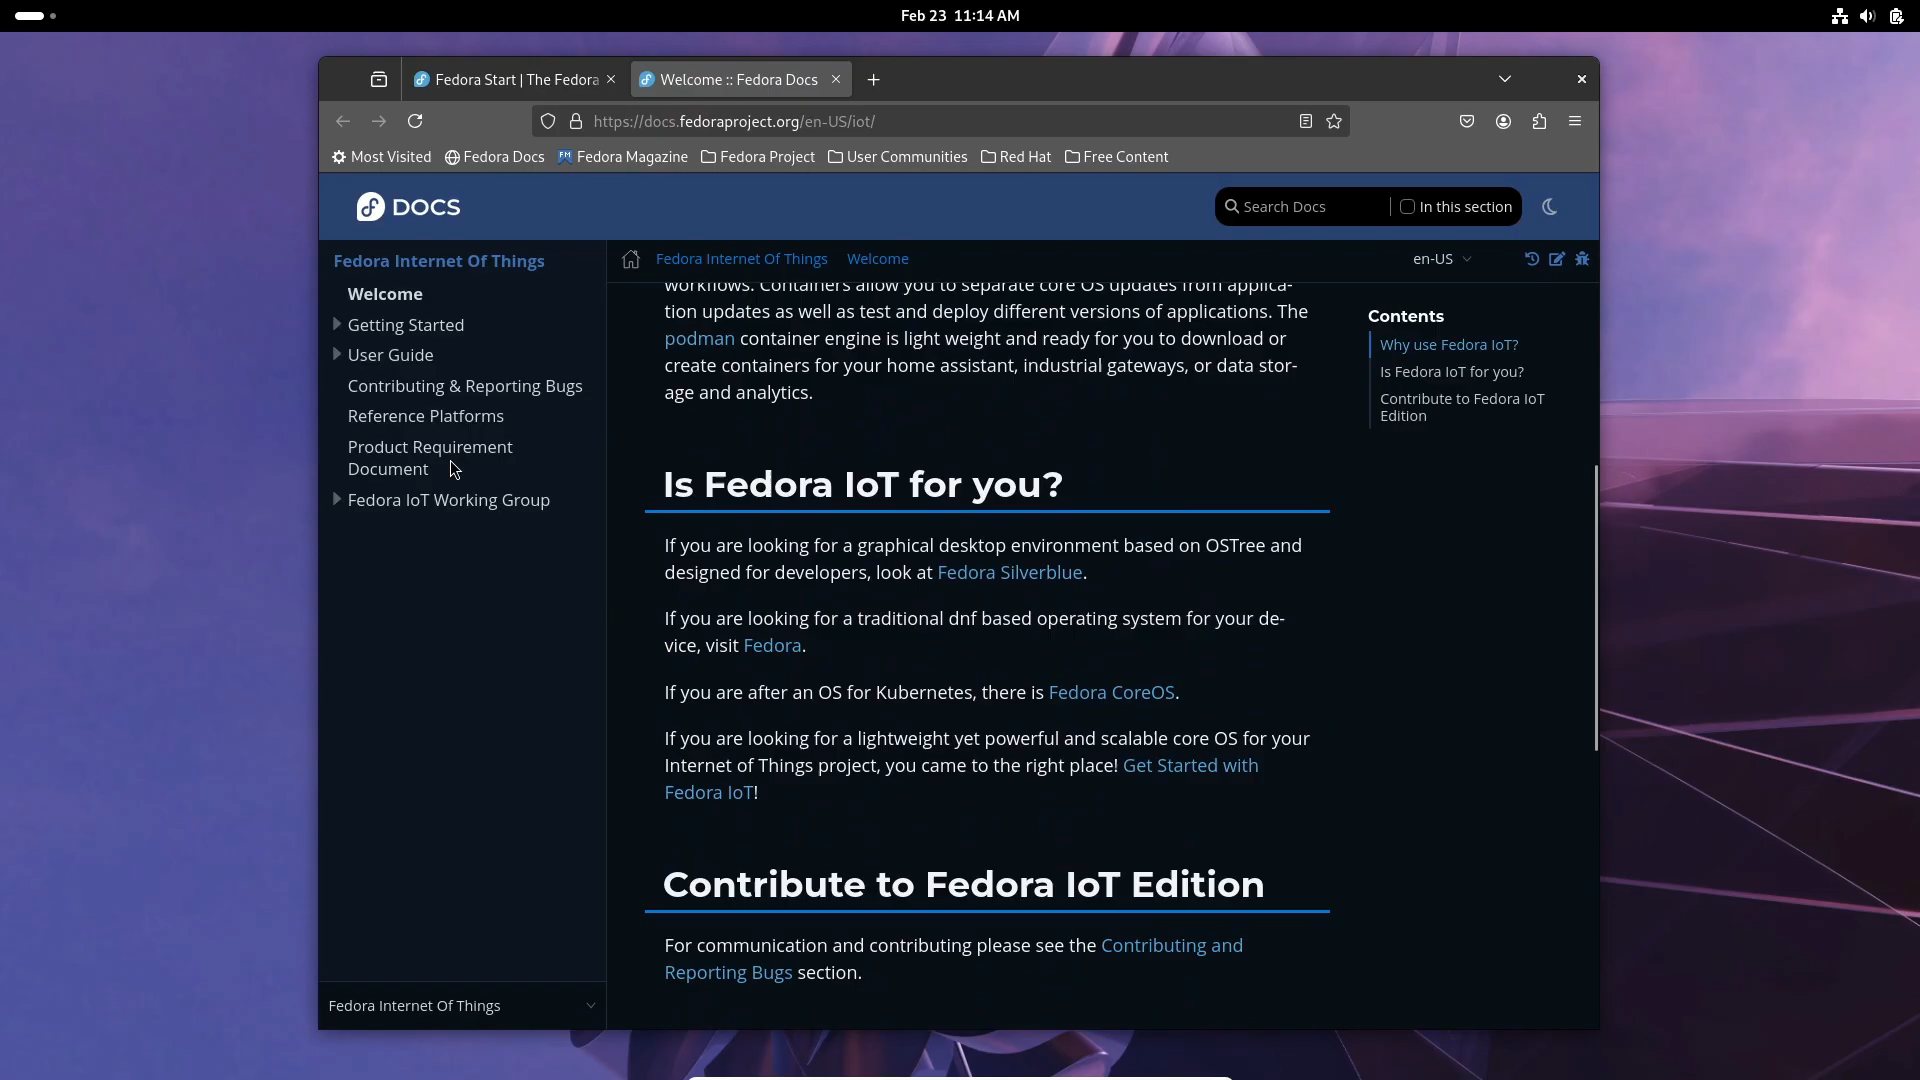 Feb 23 11:14 AM
Fedora Start | The Fedora
Welcome :: Fedora Docs
https://docs.fedoraproject.org/en-US/iot/
Most Visited
Fedora Docs
Fedora Magazine
Fedora Project
User Communities
Red Hat
Free Content
DOCS
Search Docs
In this section
Fedora Internet Of Things
Welcome
Getting Started
User Guide
Contributing & Reporting Bugs
Reference Platforms
Product Requirement
Document
Fedora IoT Working Group
Fedora Internet Of Things
Fedora Internet Of Things
Welcome
en-US
workflows. Containers allow you to separate core OS updates from applica-
tion updates as well as test and deploy different versions of applications. The
podman container engine is light weight and ready for you to download or
create containers for your home assistant, industrial gateways, or data stor-
age and analytics.
Is Fedora IoT for you?
If you are looking for a graphical desktop environment based on OSTree and
designed for developers, look at Fedora Silverblue.
If you are looking for a traditional dnf based operating system for your de-
vice, visit Fedora.
If you are after an OS for Kubernetes, there is Fedora CoreOS.
If you are looking for a lightweight yet powerful and scalable core OS for your
Internet of Things project, you came to the right place! Get Started with
Fedora IoT!
Contribute to Fedora IoT Edition
For communication and contributing please see the Contributing and
Reporting Bugs section.
Contents
Why use Fedora IoT?
Is Fedora IoT for you?
Contribute to Fedora IoT
Edition